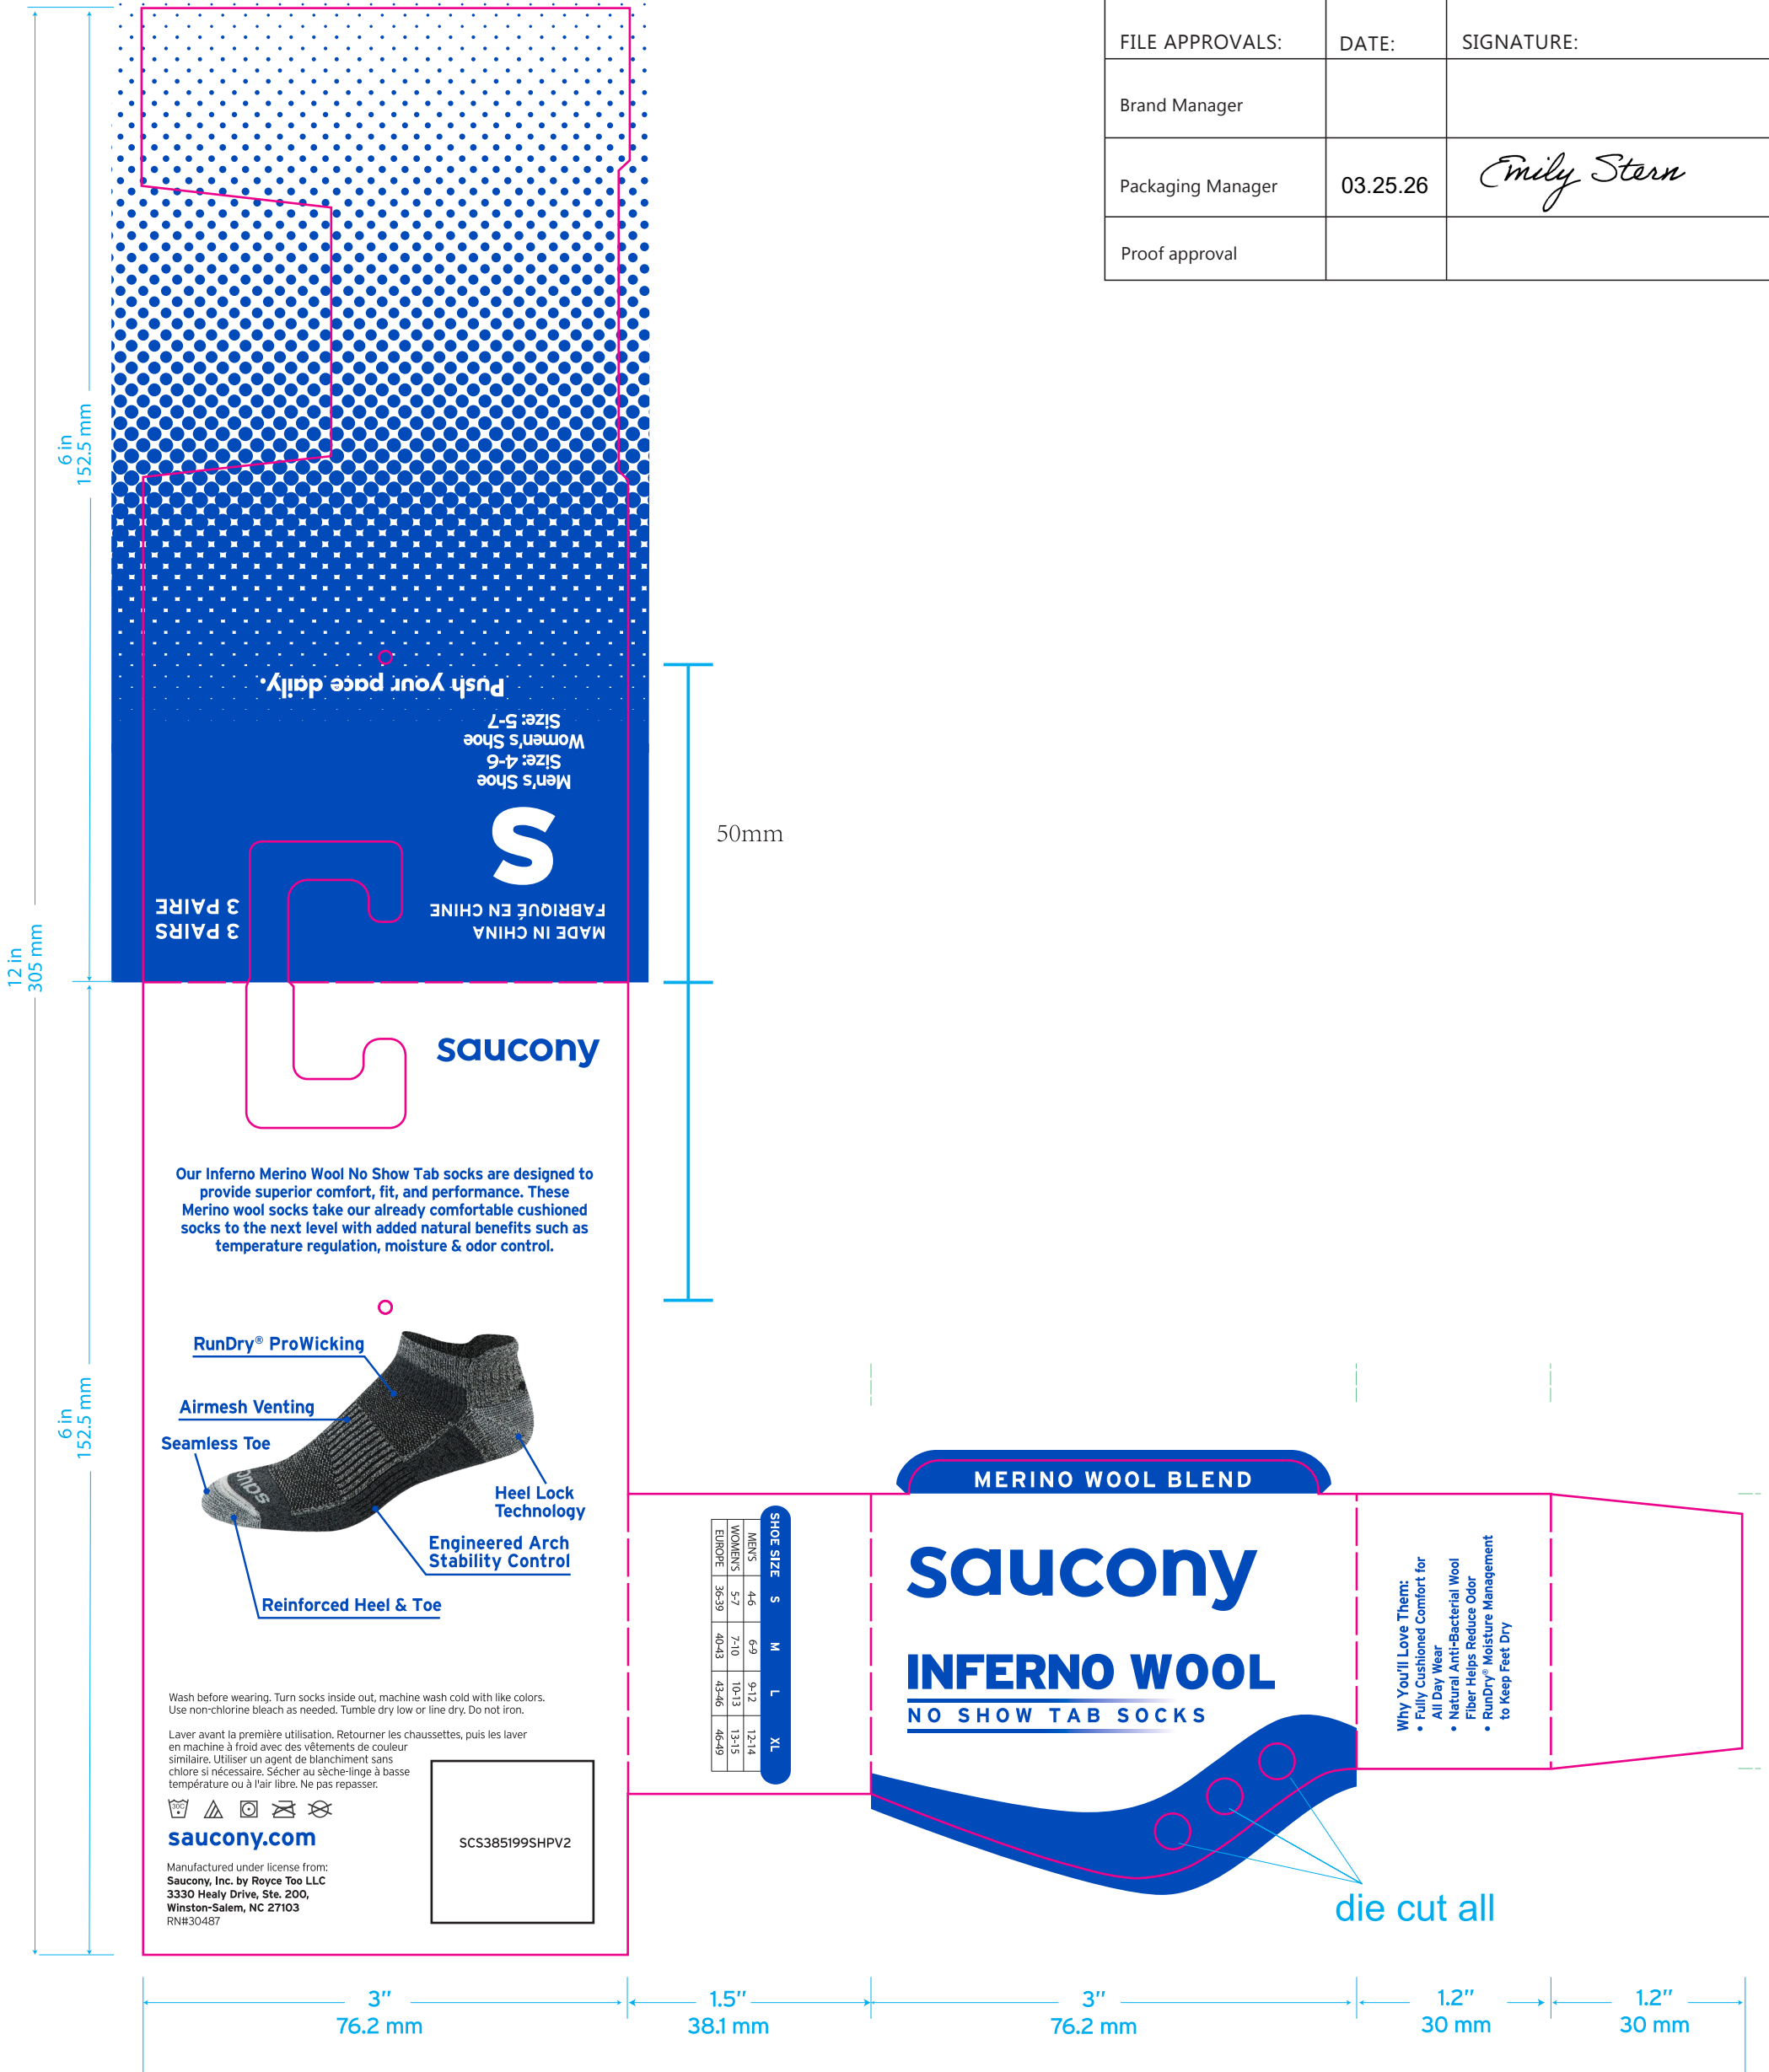 FILE APPROVALS: DATE: SIGNATURE:
Brand Manager
Packaging Manager 03.25.26 Emily Stern
Proof approval
12 in
305 mm
6 in
152.5 mm
Push your pace daily.
Men's Shoe
Size: 4-6
Women's Shoe
Size: 5-7
S
3 PAIRS
3 PAIRE
MADE IN CHINA
FABRIQUÉ EN CHINE
50mm
6 in
152.5 mm
saucony
Our Inferno Merino Wool No Show Tab socks are designed to
provide superior comfort, fit, and performance. These
Merino wool socks take our already comfortable cushioned
socks to the next level with added natural benefits such as
temperature regulation, moisture & odor control.
RunDry® ProWicking
Airmesh Venting
Seamless Toe
Heel Lock
Technology
Engineered Arch
Stability Control
Reinforced Heel & Toe
Wash before wearing. Turn socks inside out, machine wash cold with like colors.
Use non-chlorine bleach as needed. Tumble dry low or line dry. Do not iron.
Laver avant la première utilisation. Retourner les chaussettes, puis les laver
en machine à froid avec des vêtements de couleur
similaire. Utiliser un agent de blanchiment sans
chlore si nécessaire. Sécher au sèche-linge à basse
température ou à l'air libre. Ne pas repasser.
30C
saucony.com
Manufactured under license from:
Saucony, Inc. by Royce Too LLC
3330 Healy Drive, Ste. 200,
Winston-Salem, NC 27103
RN#30487
SCS385199SHPV2
SHOE SIZE S M L XL
MEN'S 4-6 6-9 9-12 12-14
WOMEN'S 5-7 7-10 10-13 13-15
EUROPE 36-39 40-43 43-46 46-49
MERINO WOOL BLEND
saucony
INFERNO WOOL
NO SHOW TAB SOCKS
Why You'll Love Them:
• Fully Cushioned Comfort for
All Day Wear
• Natural Anti-Bacterial Wool
Fiber Helps Reduce Odor
• RunDry® Moisture Management
to Keep Feet Dry
die cut all
3" 1.5" 3" 1.2" 1.2"
76.2 mm 38.1 mm 76.2 mm 30 mm 30 mm